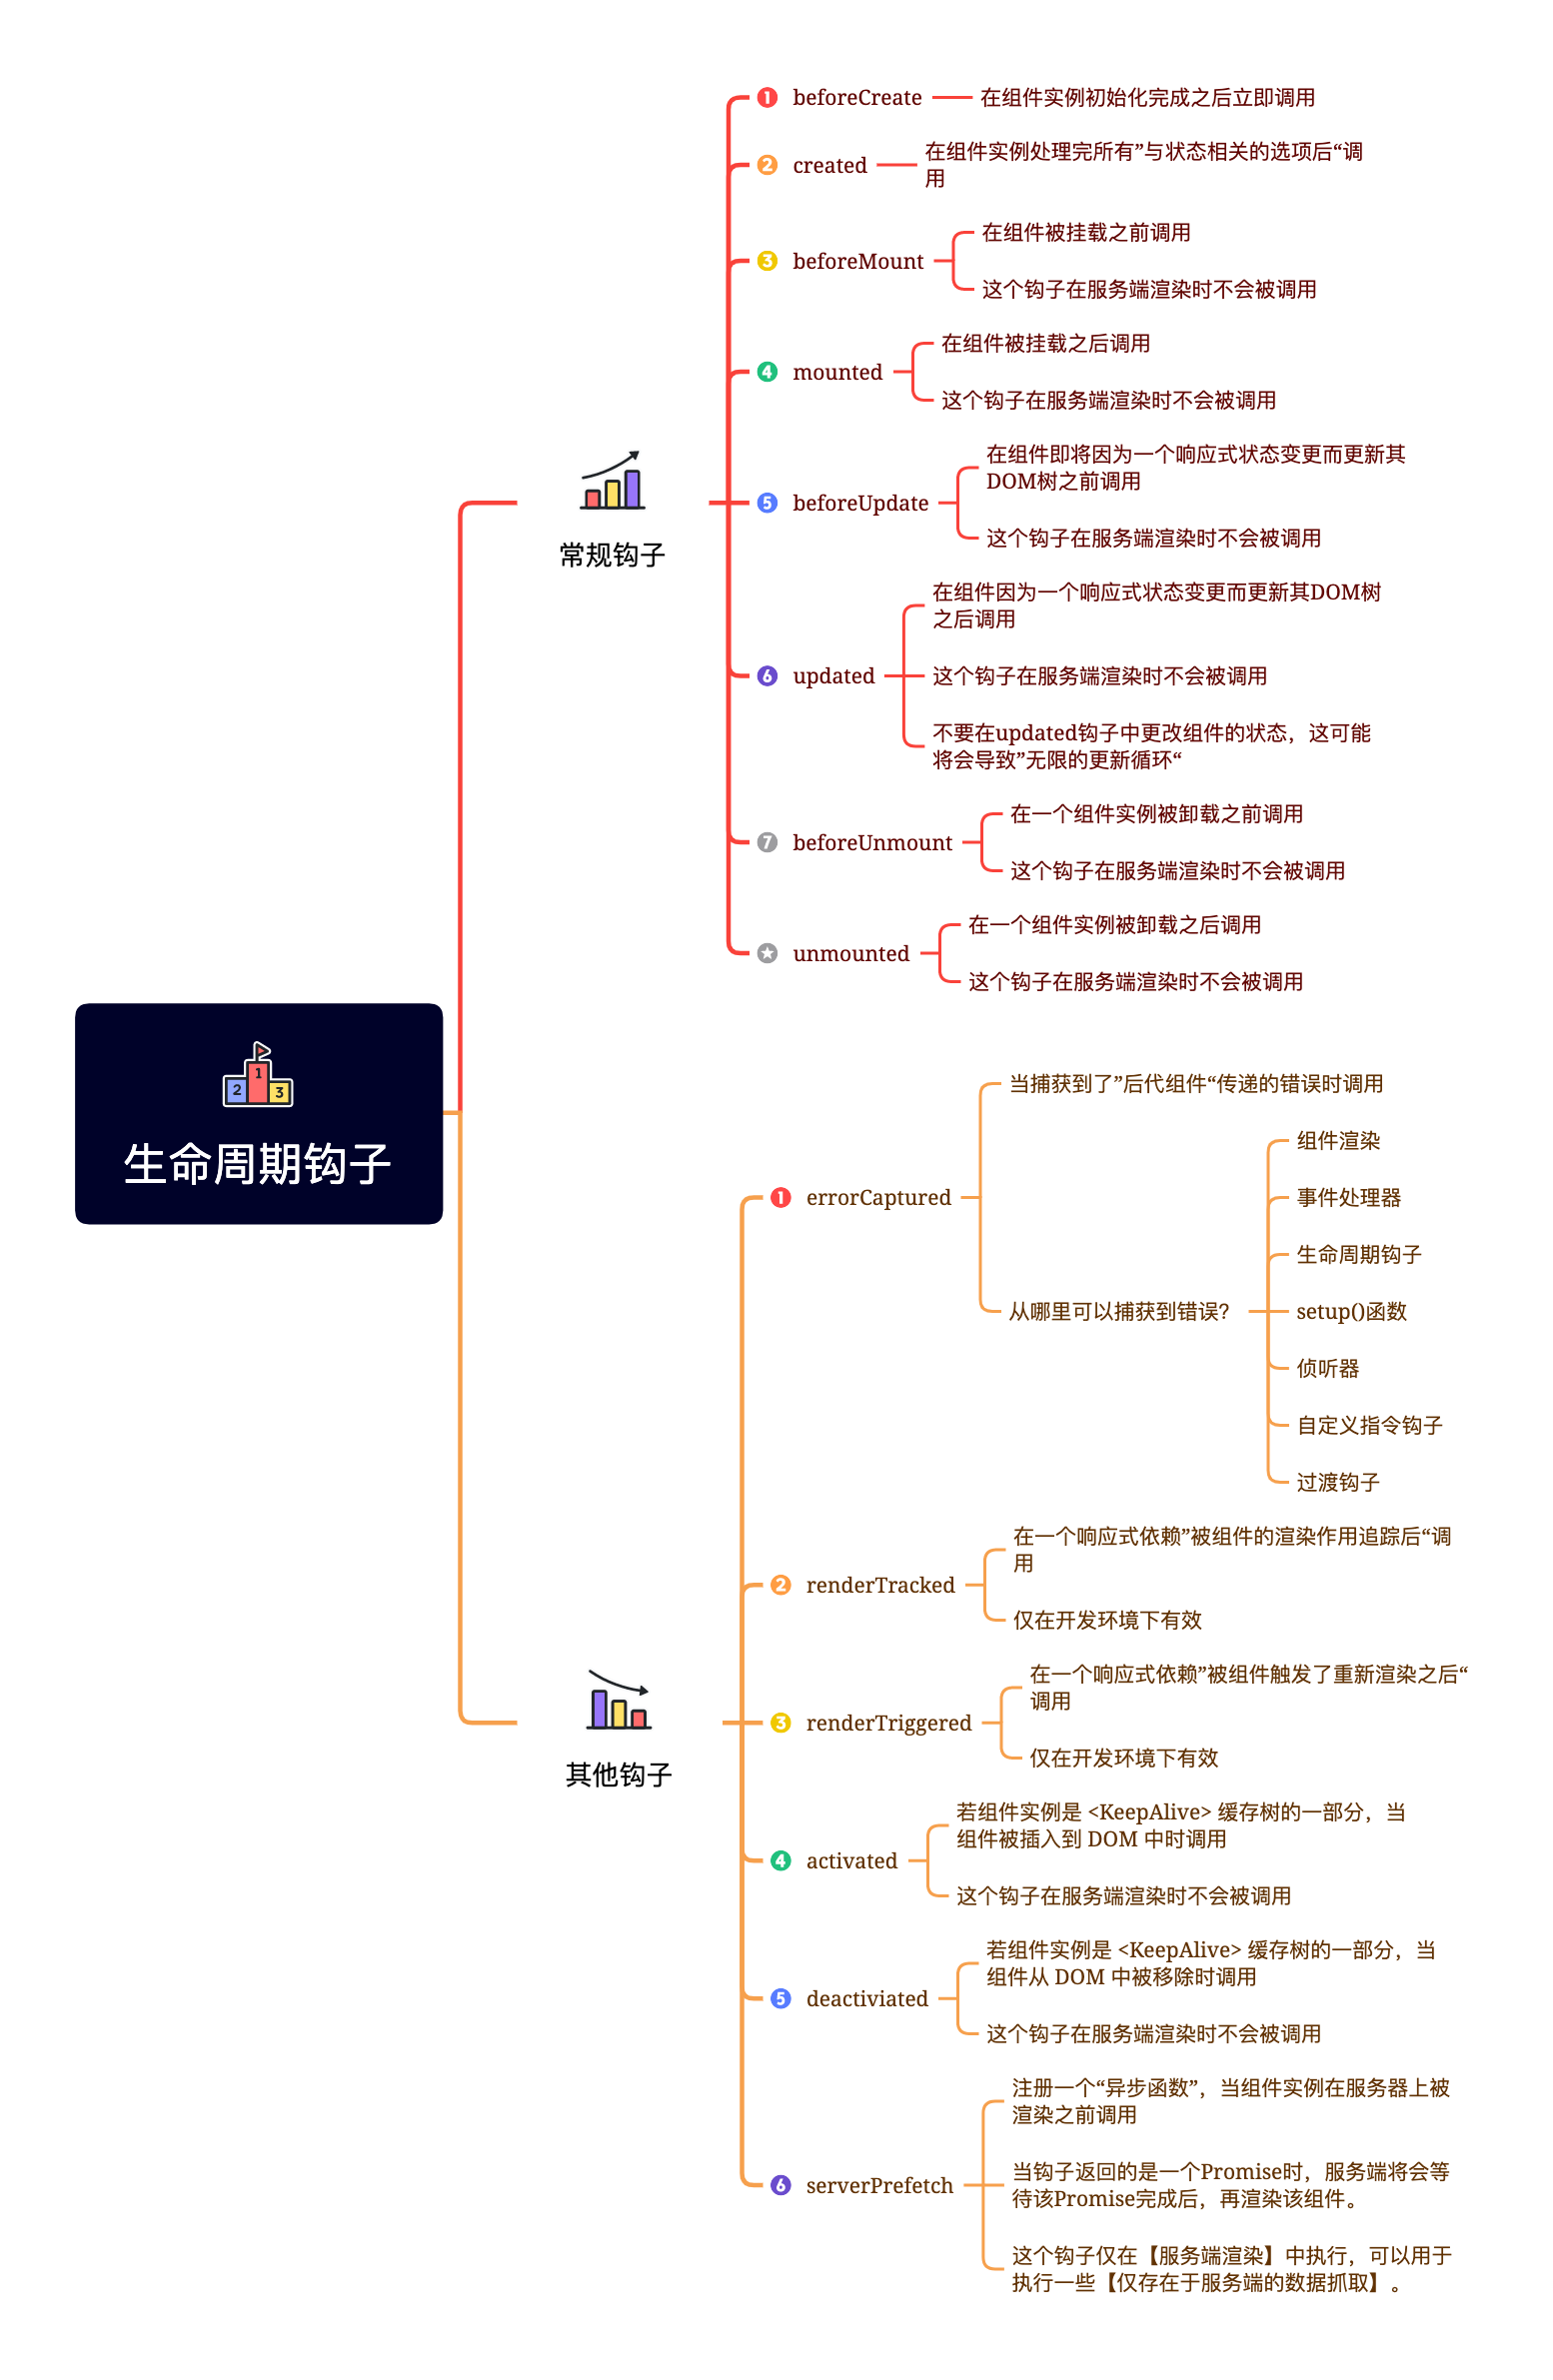 生命周期钩子
2
1
3
常规钩子
1 beforeCreate
在组件实例初始化完成之后立即调用
2 created
在组件实例处理完所有”与状态相关的选项后“调
用
3 beforeMount
在组件被挂载之前调用
这个钩子在服务端渲染时不会被调用
4 mounted
在组件被挂载之后调用
这个钩子在服务端渲染时不会被调用
5 beforeUpdate
在组件即将因为一个响应式状态变更而更新其
DOM树之前调用
这个钩子在服务端渲染时不会被调用
6 updated
在组件因为一个响应式状态变更而更新其DOM树
之后调用
这个钩子在服务端渲染时不会被调用
不要在updated钩子中更改组件的状态，这可能
将会导致”无限的更新循环“
7 beforeUnmount
在一个组件实例被卸载之前调用
这个钩子在服务端渲染时不会被调用
unmounted
在一个组件实例被卸载之后调用
这个钩子在服务端渲染时不会被调用
其他钩子
1 errorCaptured
当捕获到了”后代组件“传递的错误时调用
从哪里可以捕获到错误？
组件渲染
事件处理器
生命周期钩子
setup()函数
侦听器
自定义指令钩子
过渡钩子
2 renderTracked
在一个响应式依赖”被组件的渲染作用追踪后“调
用
仅在开发环境下有效
3 renderTriggered
在一个响应式依赖”被组件触发了重新渲染之后“
调用
仅在开发环境下有效
4 activated
若组件实例是 <KeepAlive> 缓存树的一部分，当
组件被插入到 DOM 中时调用
这个钩子在服务端渲染时不会被调用
5 deactiviated
若组件实例是 <KeepAlive> 缓存树的一部分，当
组件从 DOM 中被移除时调用
这个钩子在服务端渲染时不会被调用
6 serverPrefetch
注册一个“异步函数”，当组件实例在服务器上被
渲染之前调用
当钩子返回的是一个Promise时，服务端将会等
待该Promise完成后，再渲染该组件。
这个钩子仅在【服务端渲染】中执行，可以用于
执行一些【仅存在于服务端的数据抓取】。